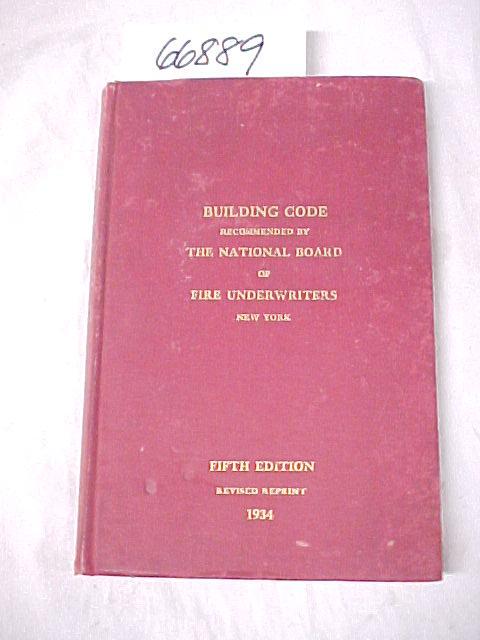 66889
BUILDING CODE
RECOMMENDED BY
THE NATIONAL BOARD
OF
FIRE UNDERWRITERS
NEW YORK
FIFTH EDITION
REVISED REPRINT
1934